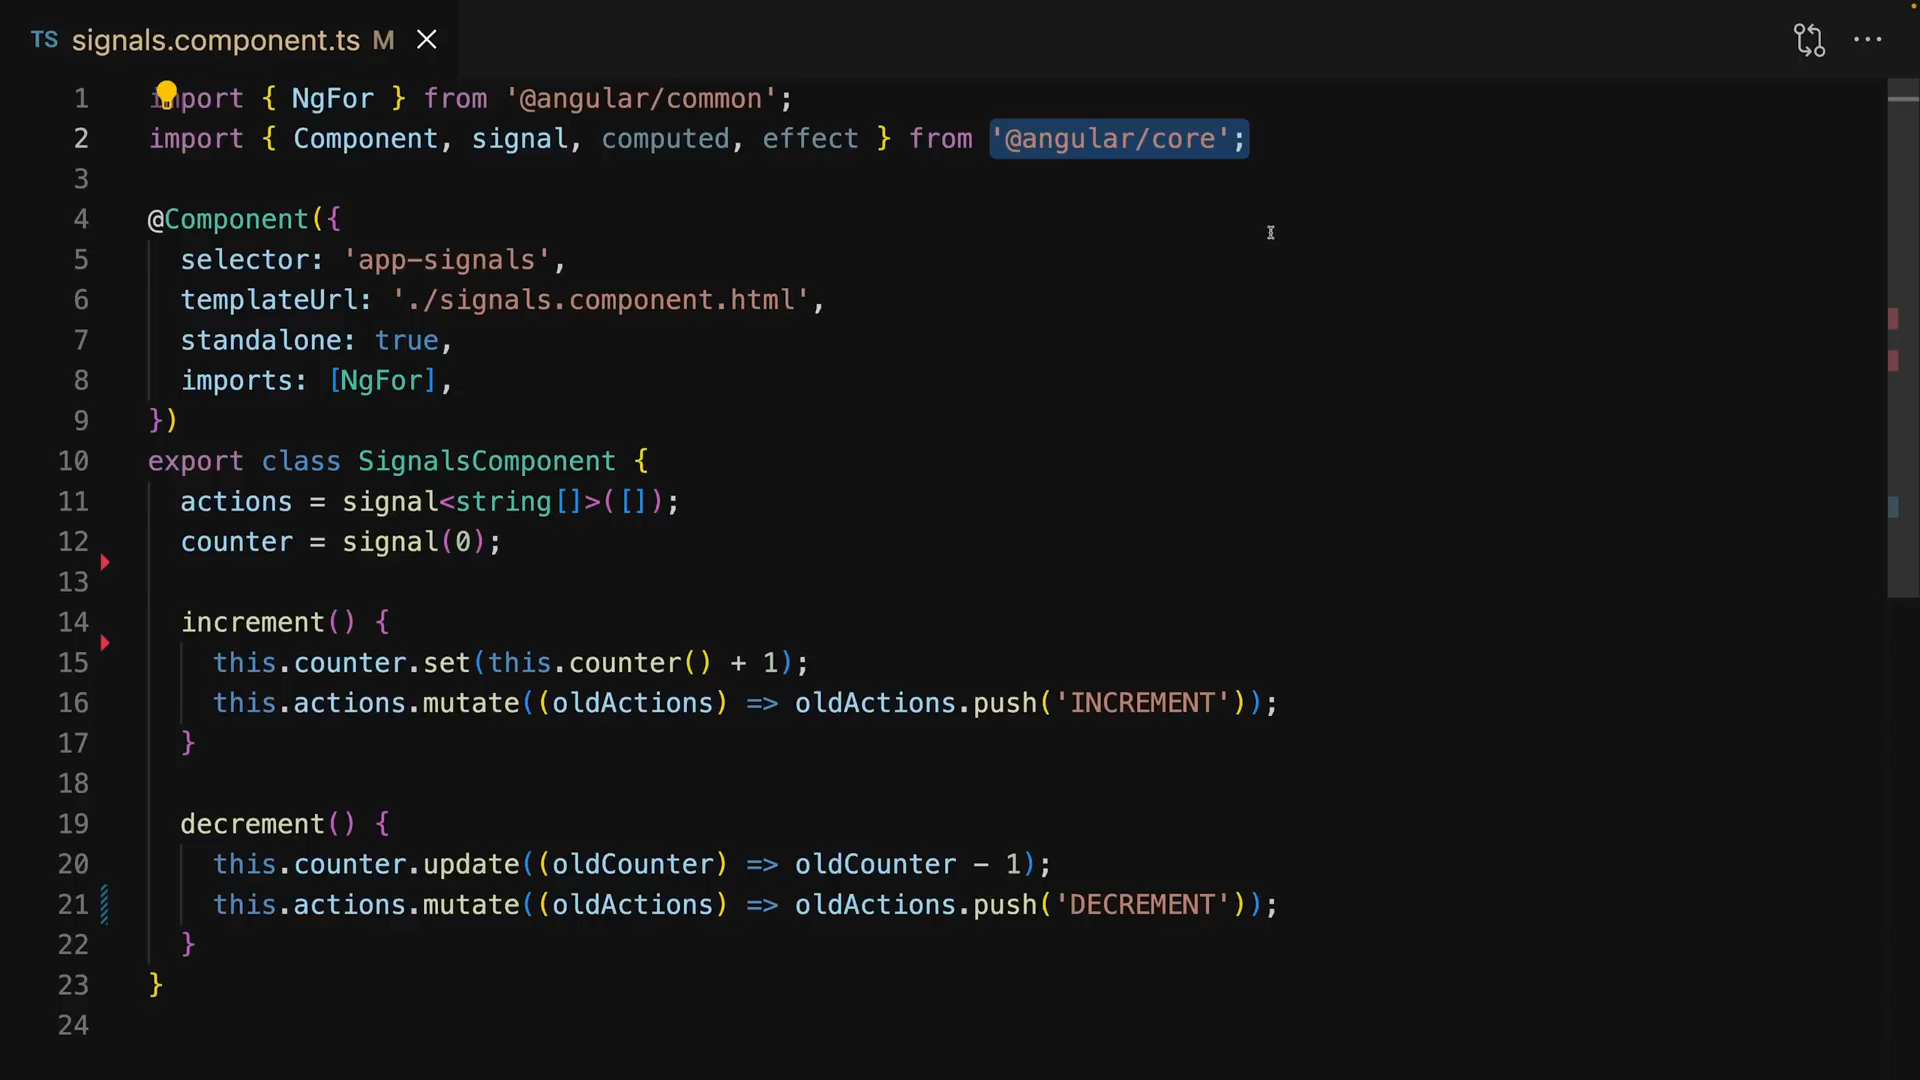 TS signals.component.ts M
1 import { NgFor } from '@angular/common';
2 import { Component, signal, computed, effect } from '@angular/core';
3
4 @Component({
5 selector: 'app-signals',
6 templateUrl: './signals.component.html',
7 standalone: true,
8 imports: [NgFor],
9 })
10 export class SignalsComponent {
11 actions = signal<string[]>([]);
12 counter = signal(0);
13
14 increment() {
15 this.counter.set(this.counter() + 1);
16 this.actions.mutate((oldActions) => oldActions.push('INCREMENT'));
17 }
18
19 decrement() {
20 this.counter.update((oldCounter) => oldCounter - 1);
21 this.actions.mutate((oldActions) => oldActions.push('DECREMENT'));
22 }
23 }
24